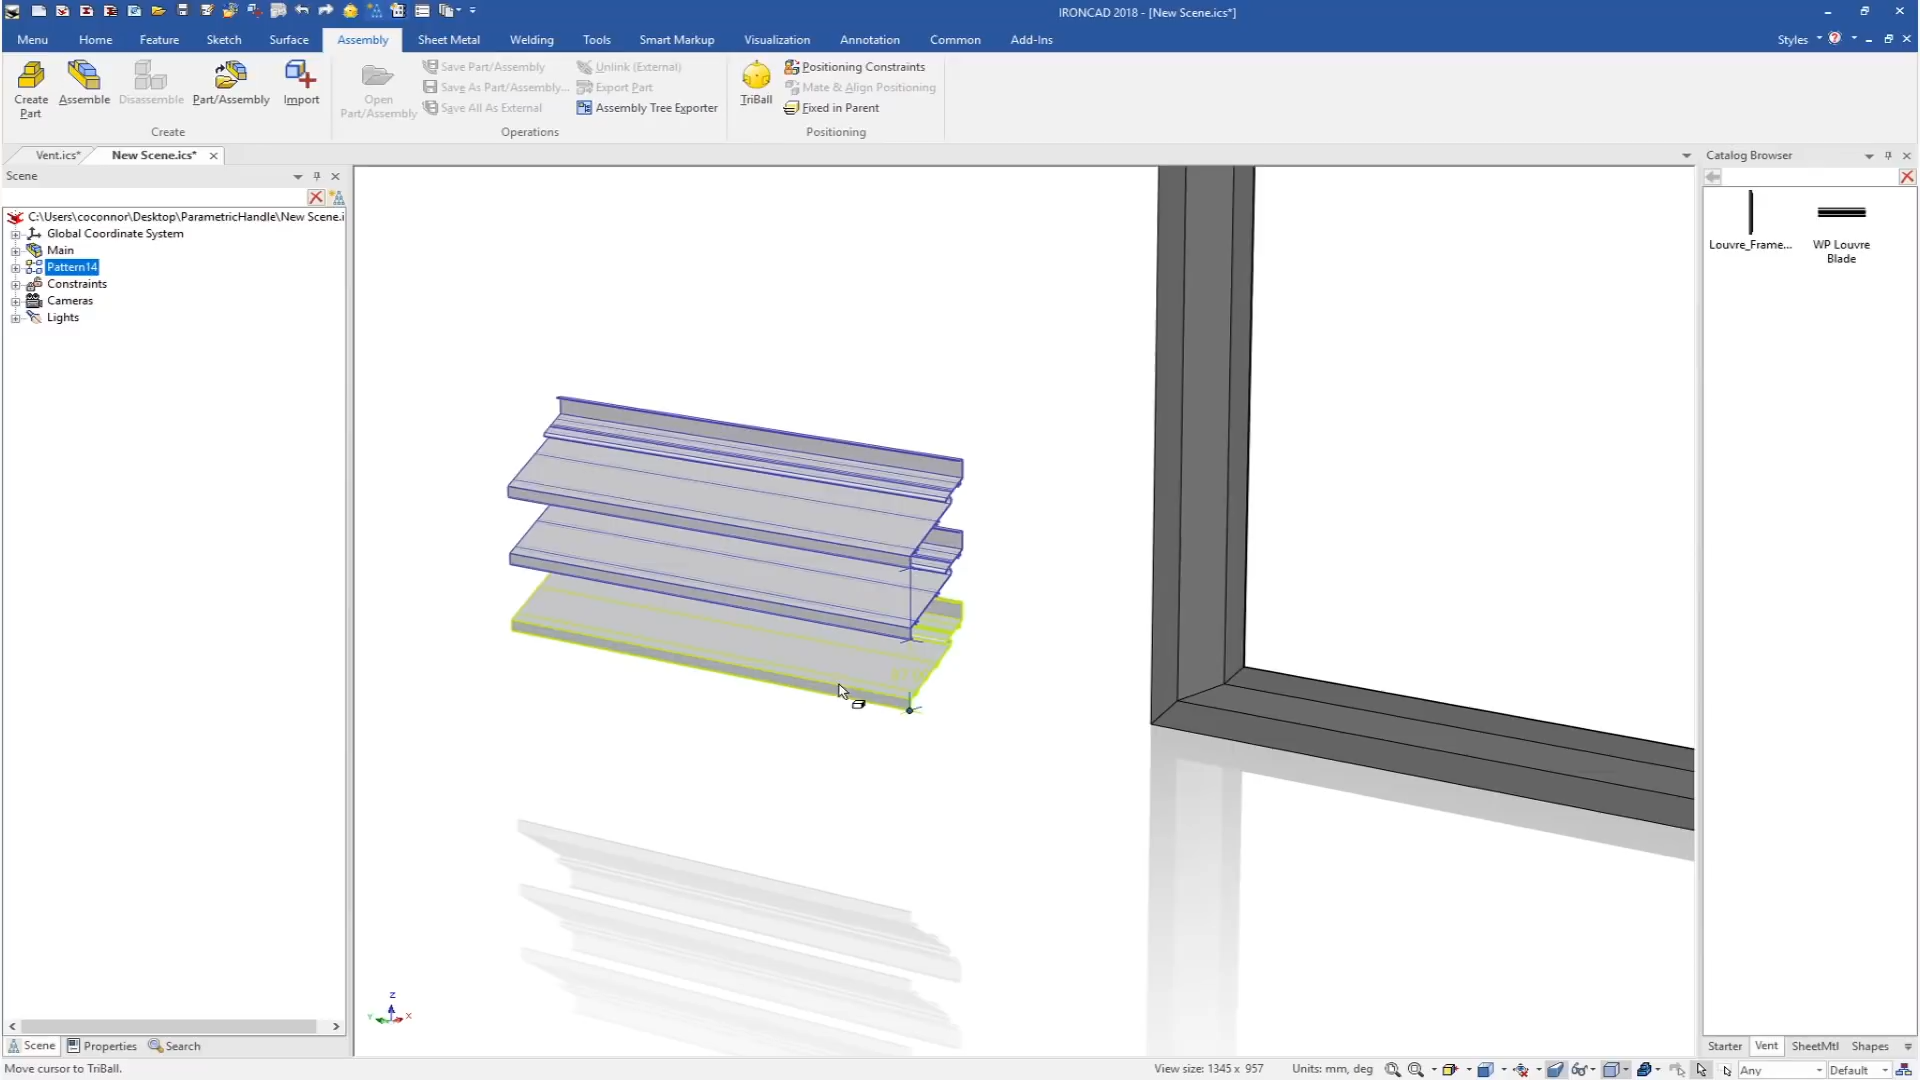 IRONCAD 2018 - [New Scene.ics*]
Menu Home Feature Sketch Surface Assembly Sheet Metal Welding Tools Smart Markup Visualization Annotation Common Add-Ins Styles
Create Part
Assemble
Disassemble
Part/Assembly
Import
Create
Open Part/Assembly
Save Part/Assembly
Save As Part/Assembly...
Save All As External
Unlink (External)
Export Part
Assembly Tree Exporter
Operations
TriBall
Positioning Constraints
Mate & Align Positioning
Fixed in Parent
Positioning
Vent.ics* New Scene.ics*
Scene
C:\Users\coconnor\Desktop\ParametricHandle\New Scene.i
Global Coordinate System
Main
Pattern14
Constraints
Cameras
Lights
Z
Y X
Catalog Browser
Louvre_Frame...
WP Louvre
Blade
Scene Properties Search
Starter Vent SheetMtl Shapes
Move cursor to TriBall.
View size: 1345 x 957 Units: mm, deg Any Default